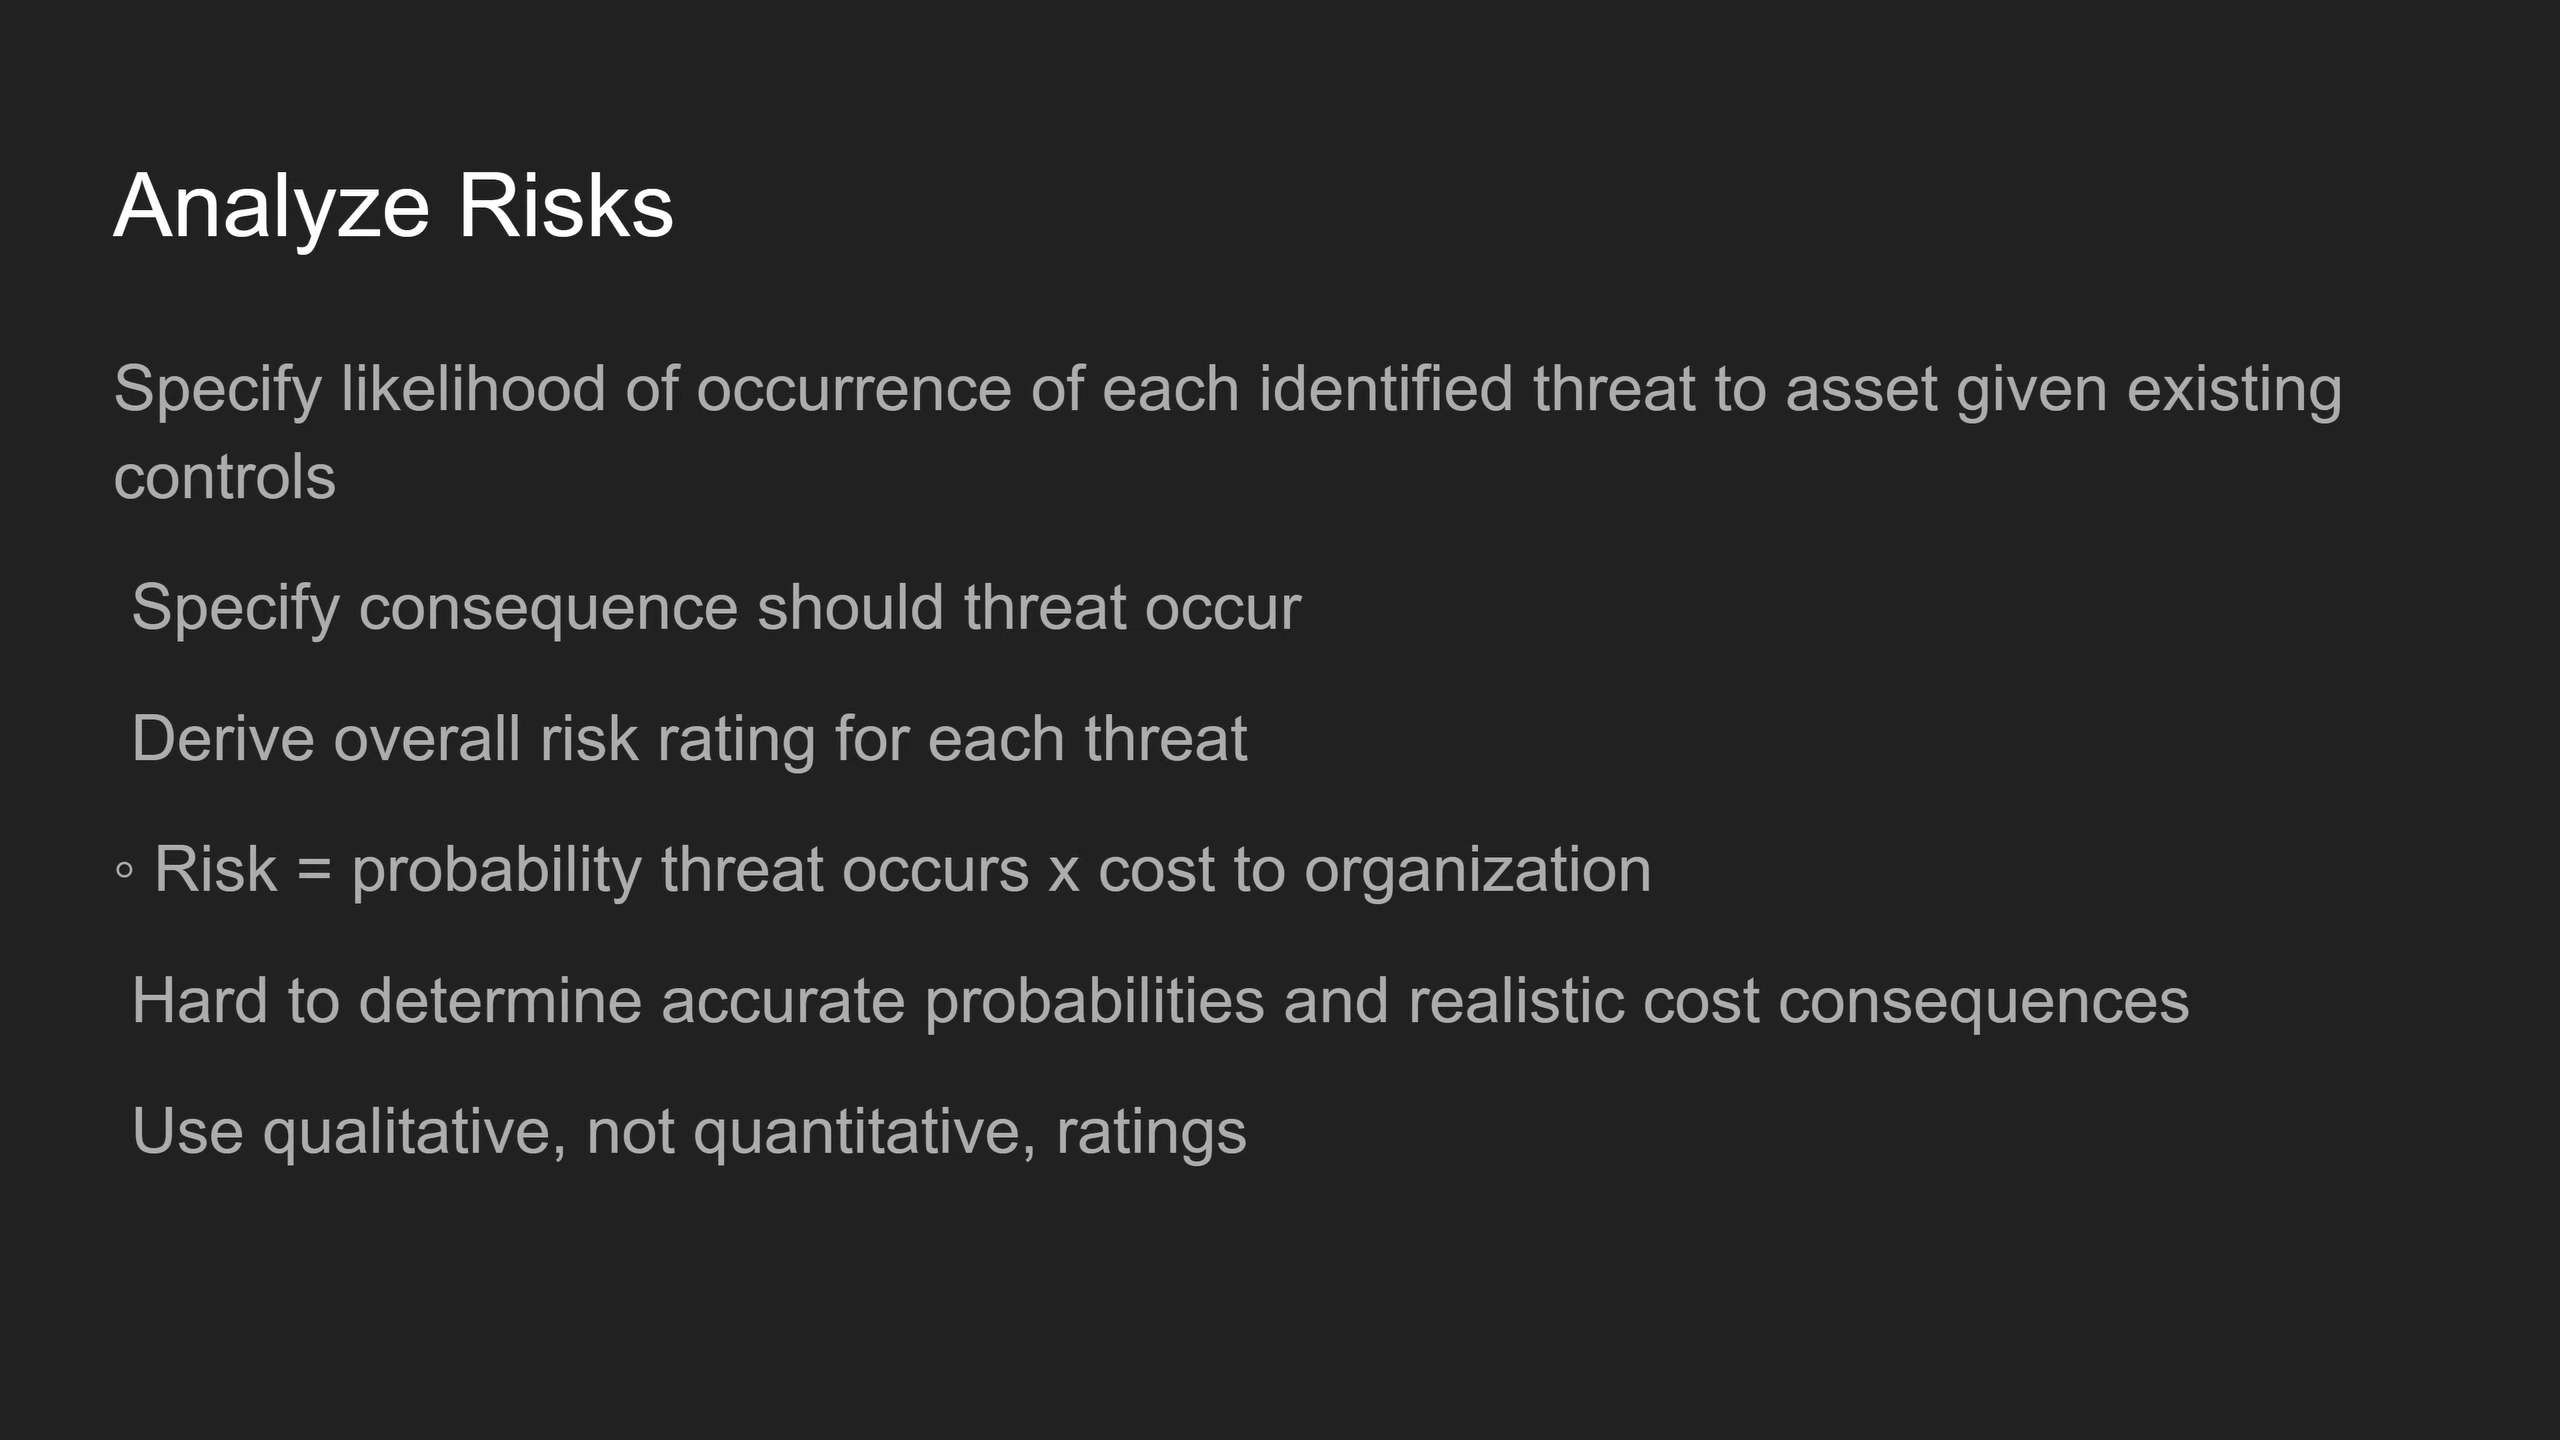 Analyze Risks
Specify likelihood of occurrence of each identified threat to asset given existing
controls
Specify consequence should threat occur
Derive overall risk rating for each threat
◦ Risk = probability threat occurs x cost to organization
Hard to determine accurate probabilities and realistic cost consequences
Use qualitative, not quantitative, ratings